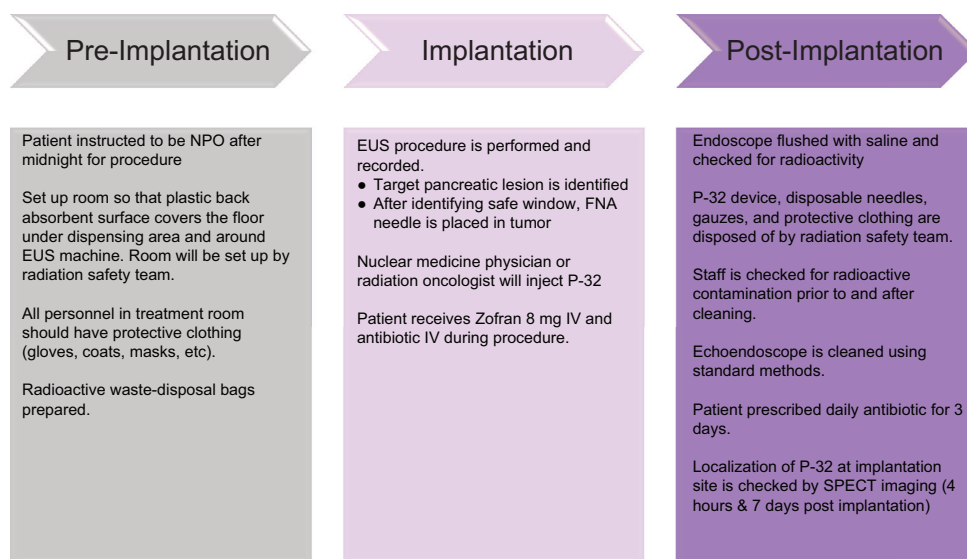 Pre-Implantation
Patient instructed to be NPO after
midnight for procedure
Set up room so that plastic back
absorbent surface covers the floor
under dispensing area and around
EUS machine. Room will be set up by
radiation safety team.
All personnel in treatment room
should have protective clothing
(gloves, coats, masks, etc).
Radioactive waste-disposal bags
prepared.
Implantation
EUS procedure is performed and
recorded.
● Target pancreatic lesion is identified
● After identifying safe window, FNA
needle is placed in tumor
Nuclear medicine physician or
radiation oncologist will inject P-32
Patient receives Zofran 8 mg IV and
antibiotic IV during procedure.
Post-Implantation
Endoscope flushed with saline and
checked for radioactivity
P-32 device, disposable needles,
gauzes, and protective clothing are
disposed of by radiation safety team.
Staff is checked for radioactive
contamination prior to and after
cleaning.
Echoendoscope is cleaned using
standard methods.
Patient prescribed daily antibiotic for 3
days.
Localization of P-32 at implantation
site is checked by SPECT imaging (4
hours & 7 days post implantation)